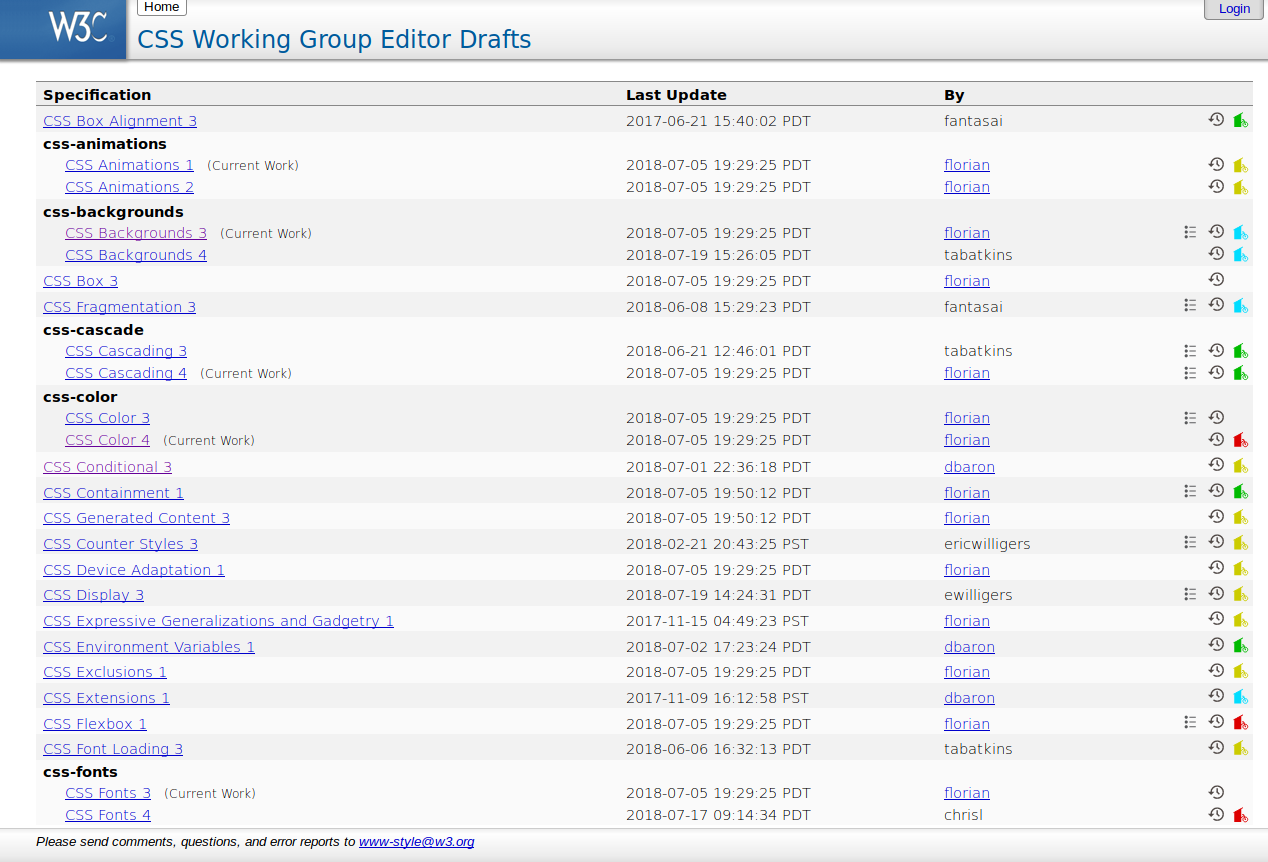 W3C
Home
Login
CSS Working Group Editor Drafts
Specification Last Update By
CSS Box Alignment 3 2017-06-21 15:40:02 PDT fantasai
css-animations
CSS Animations 1 (Current Work) 2018-07-05 19:29:25 PDT florian
CSS Animations 2 2018-07-05 19:29:25 PDT florian
css-backgrounds
CSS Backgrounds 3 (Current Work) 2018-07-05 19:29:25 PDT florian
CSS Backgrounds 4 2018-07-19 15:26:05 PDT tabatkins
CSS Box 3 2018-07-05 19:29:25 PDT florian
CSS Fragmentation 3 2018-06-08 15:29:23 PDT fantasai
css-cascade
CSS Cascading 3 2018-06-21 12:46:01 PDT tabatkins
CSS Cascading 4 (Current Work) 2018-07-05 19:29:25 PDT florian
css-color
CSS Color 3 2018-07-05 19:29:25 PDT florian
CSS Color 4 (Current Work) 2018-07-05 19:29:25 PDT florian
CSS Conditional 3 2018-07-01 22:36:18 PDT dbaron
CSS Containment 1 2018-07-05 19:50:12 PDT florian
CSS Generated Content 3 2018-07-05 19:50:12 PDT florian
CSS Counter Styles 3 2018-02-21 20:43:25 PST ericwilligers
CSS Device Adaptation 1 2018-07-05 19:29:25 PDT florian
CSS Display 3 2018-07-19 14:24:31 PDT ewilligers
CSS Expressive Generalizations and Gadgetry 1 2017-11-15 04:49:23 PST florian
CSS Environment Variables 1 2018-07-02 17:23:24 PDT dbaron
CSS Exclusions 1 2018-07-05 19:29:25 PDT florian
CSS Extensions 1 2017-11-09 16:12:58 PST dbaron
CSS Flexbox 1 2018-07-05 19:29:25 PDT florian
CSS Font Loading 3 2018-06-06 16:32:13 PDT tabatkins
css-fonts
CSS Fonts 3 (Current Work) 2018-07-05 19:29:25 PDT florian
CSS Fonts 4 2018-07-17 09:14:34 PDT chrisl
Please send comments, questions, and error reports to www-style@w3.org